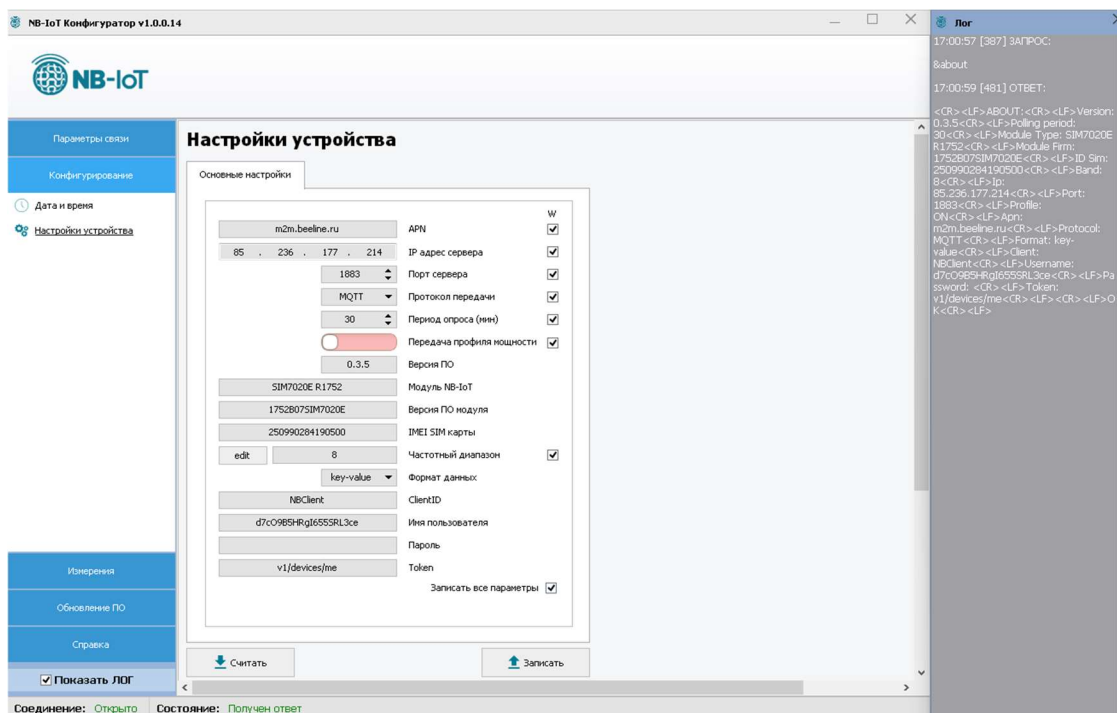 NB-IoT Конфигуратор v1.0.0.14
NB-IoT
Параметры связи
Конфигурирование
Дата и время
Настройки устройства
Измерения
Обновление ПО
Справка
Показать ЛОГ
Настройки устройства
Основные настройки
W
m2m.beeline.ru APN
85 . 236 . 177 . 214 IP адрес сервера
1883 Порт сервера
MQTT Протокол передачи
30 Период опроса (мин)
Передача профиля мощности
0.3.5 Версия ПО
SIM7020E R1752 Модуль NB-IoT
1752B07SIM7020E Версия ПО модуля
250990284190500 IMEI SIM карты
edit 8 Частотный диапазон
key-value Формат данных
NBClient ClientID
d7cO9B5HRgI655SRL3ce Имя пользователя
Пароль
v1/devices/me Token
Записать все параметры
Считать Записать
Соединение: Открыто Состояние: Получен ответ
Лог
17:00:57 [387] ЗАПРОС:
&about
17:00:59 [481] ОТВЕТ:
<CR><LF>ABOUT:<CR><LF>Version:
0.3.5<CR><LF>Polling period:
30<CR><LF>Module Type: SIM7020E
R1752<CR><LF>Module Firm:
1752B07SIM7020E<CR><LF>ID Sim:
250990284190500<CR><LF>Band:
8<CR><LF>Ip:
85.236.177.214<CR><LF>Port:
1883<CR><LF>Profile:
ON<CR><LF>Apn:
m2m.beeline.ru<CR><LF>Protocol:
MQTT<CR><LF>Format: key-
value<CR><LF>Client:
NBClient<CR><LF>Username:
d7cO9B5HRgI655SRL3ce<CR><LF>Pa
ssword: <CR><LF>Token:
v1/devices/me<CR><LF><CR><LF>O
K<CR><LF>